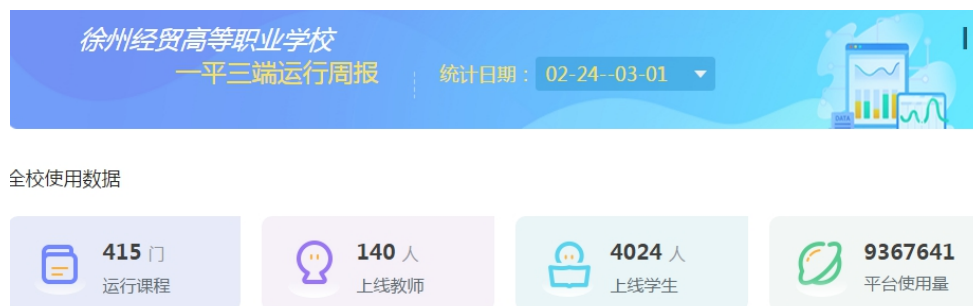 徐州经贸高等职业学校
一平三端运行周报
统计日期：02-24--03-01
全校使用数据
415 门
运行课程
140 人
上线教师
4024 人
上线学生
9367641
平台使用量
DATA